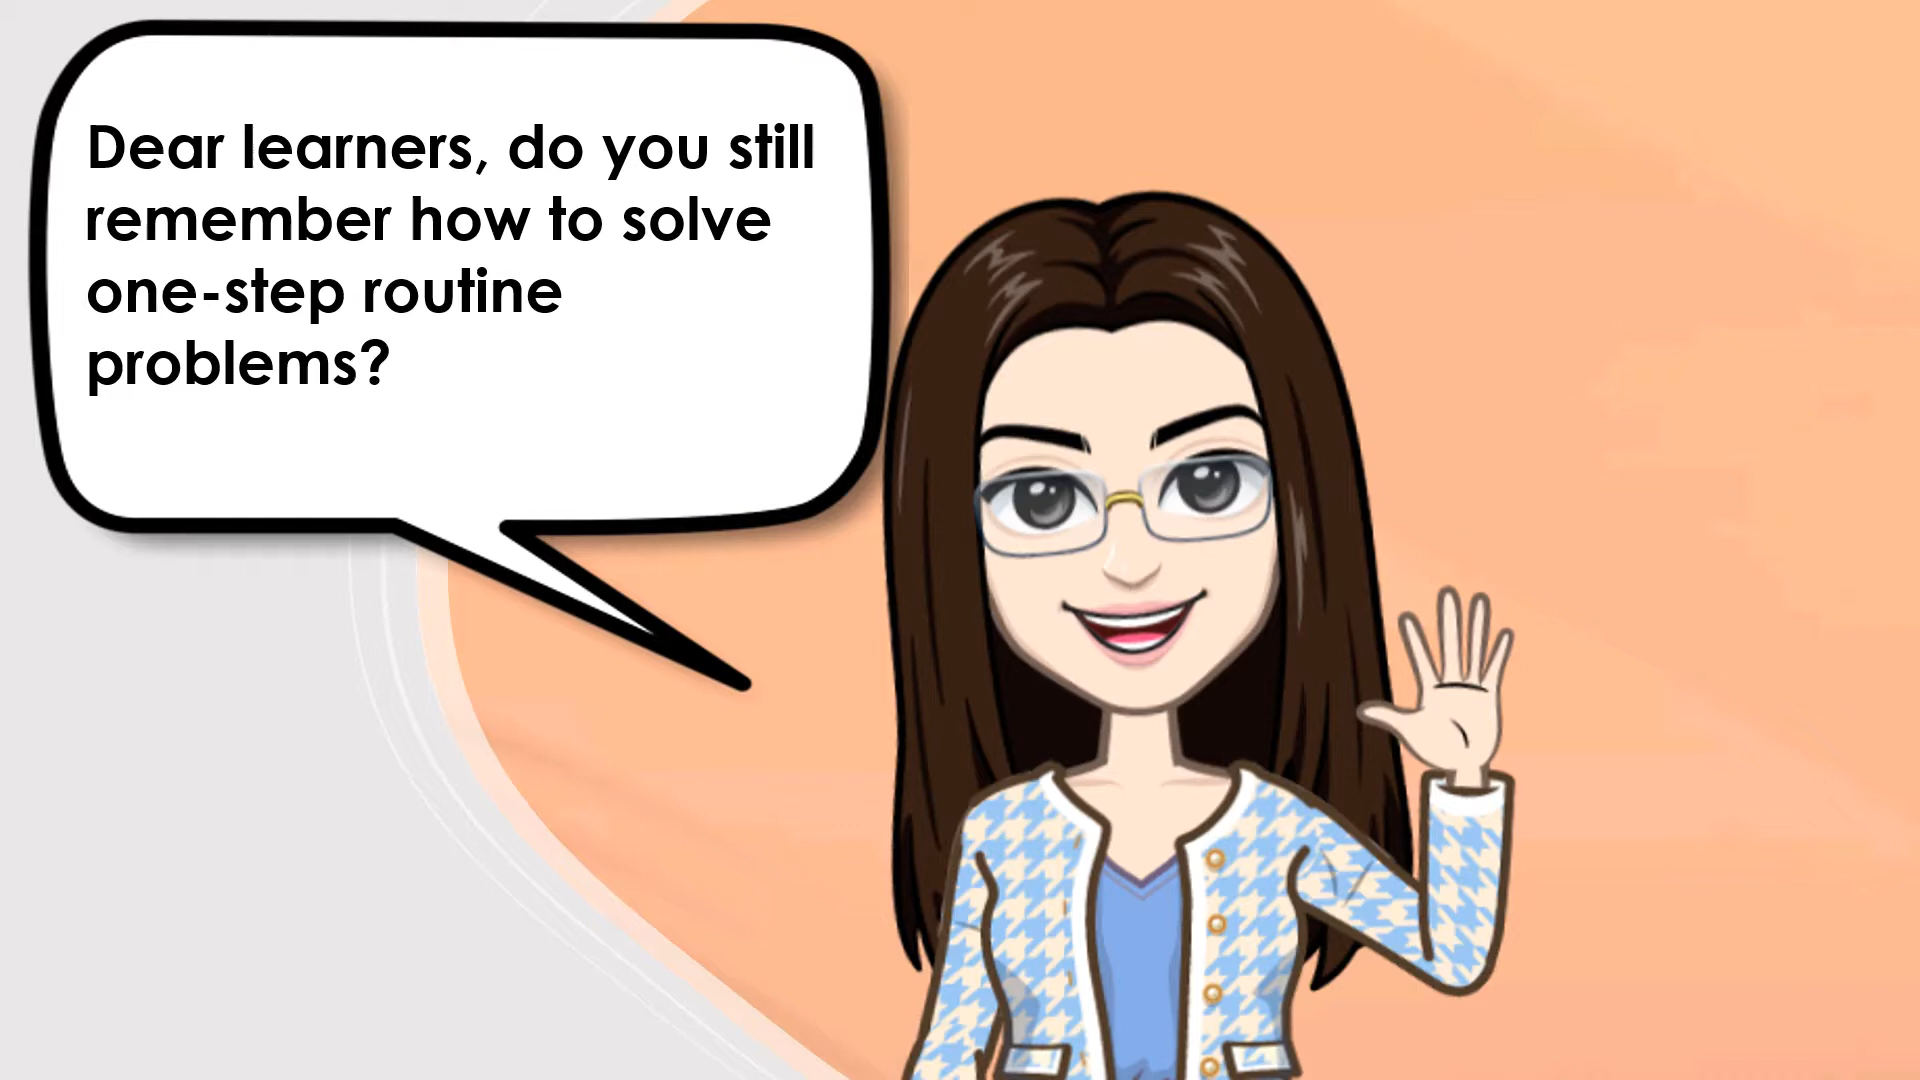 Dear learners, do you still
remember how to solve
one-step routine
problems?